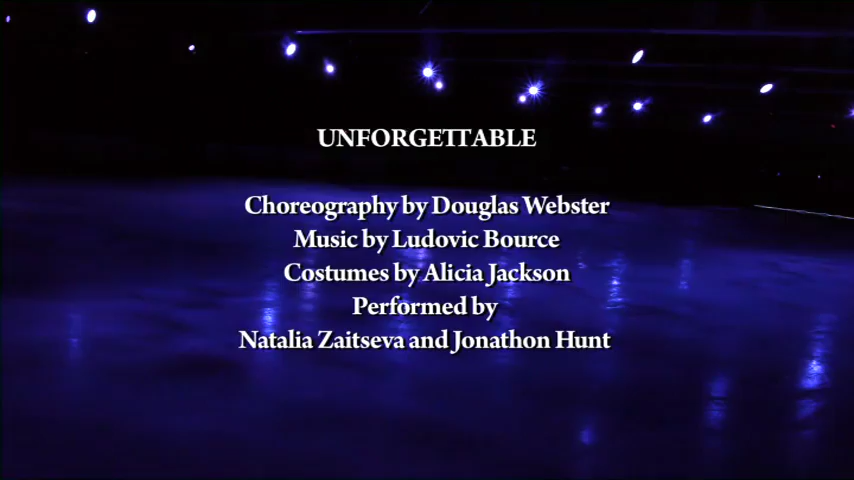 UNFORGETTABLE
Choreography by Douglas Webster
Music by Ludovic Bource
Costumes by Alicia Jackson
Performed by
Natalia Zaitseva and Jonathon Hunt